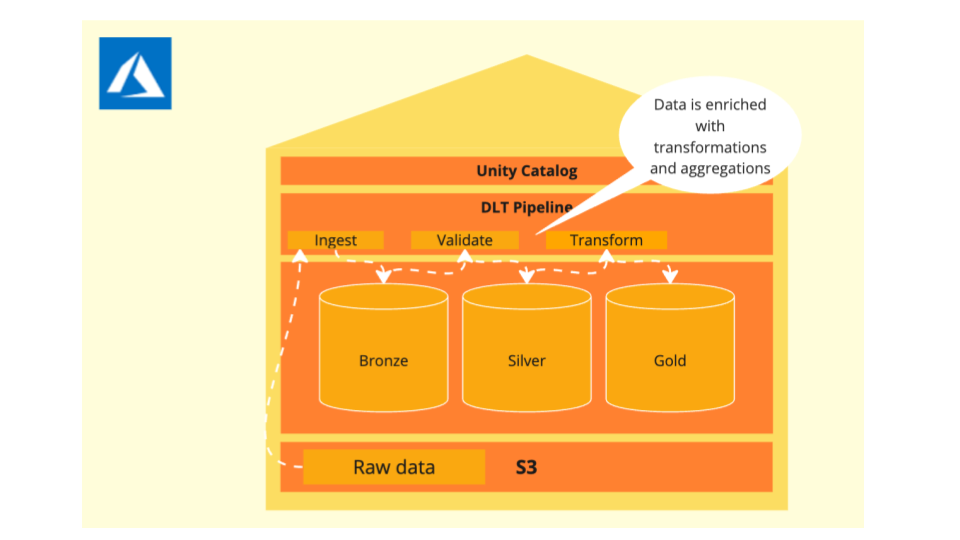 Data is enriched
with
transformations
and aggregations
Unity Catalog
DLT Pipeline
Ingest
Validate
Transform
Bronze
Silver
Gold
Raw data
S3